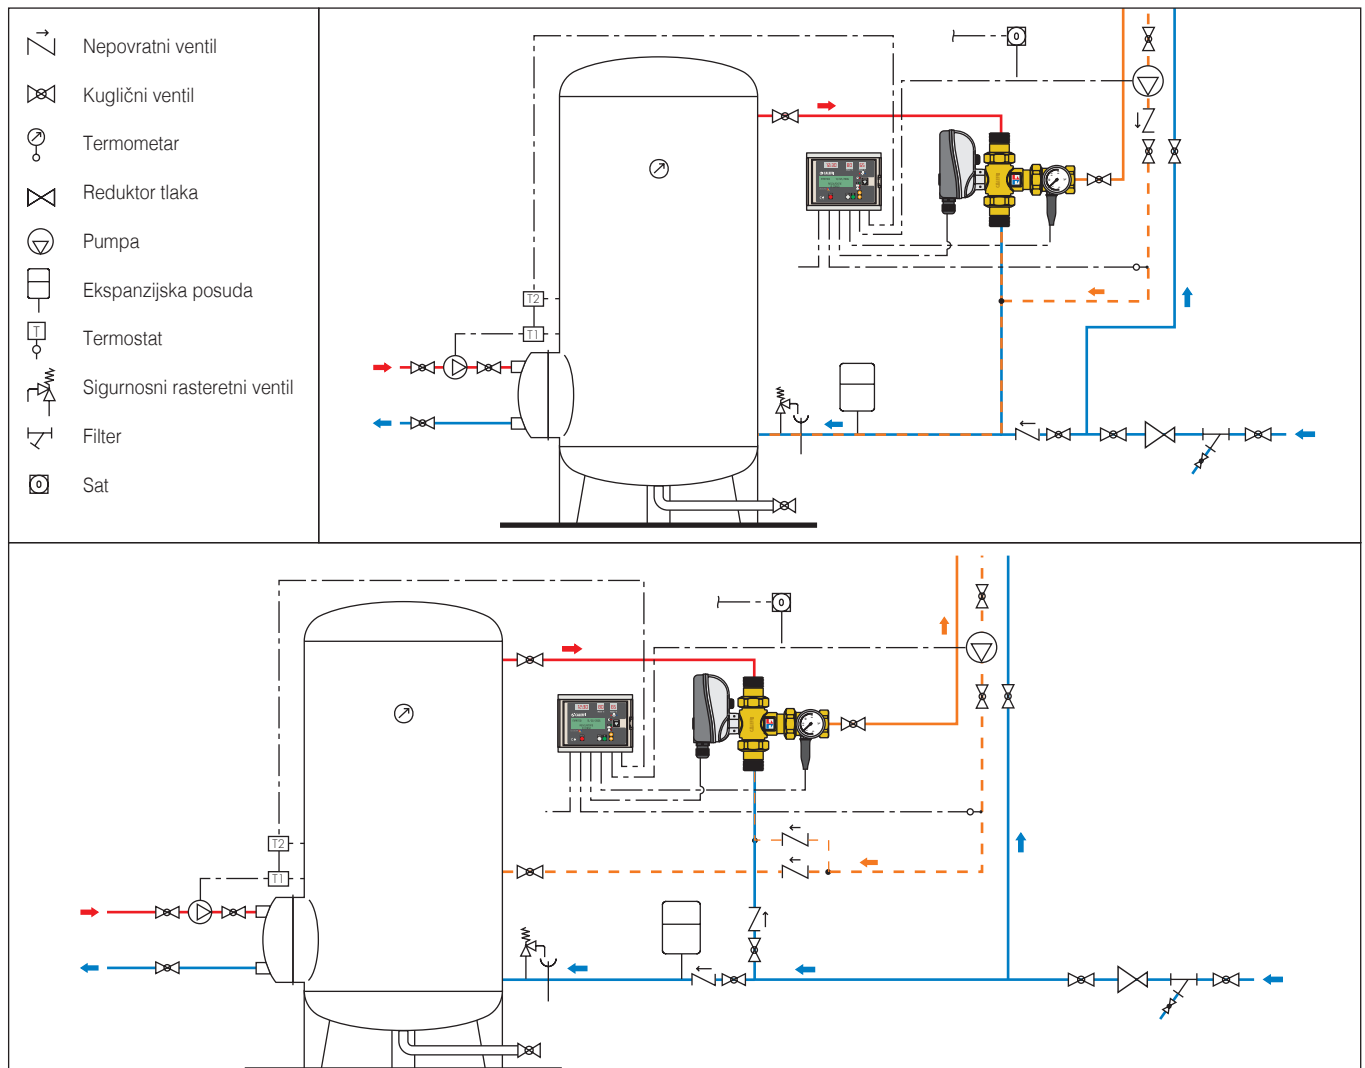 Nepovratni ventil
Kuglični ventil
Termometar
Reduktor tlaka
Pumpa
Ekspanzijska posuda
T
Termostat
Sigurnosni rasteretni ventil
Filter
Sat
T2
T1
T2
T1